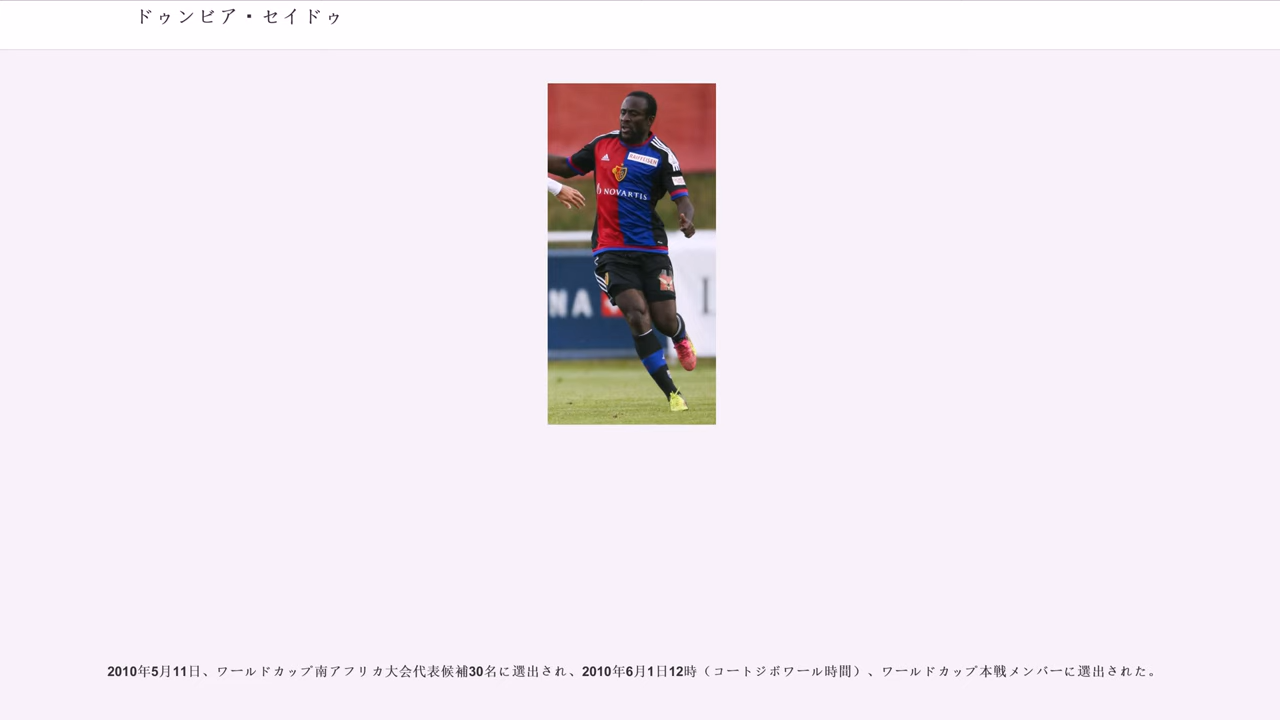 ドゥンビア・セイドゥ
RAIFFEISEN
NOVARTIS
NA
L
2010年5月11日、ワールドカップ南アフリカ大会代表候補30名に選出され、2010年6月1日12時（コートジボワール時間）、ワールドカップ本戦メンバーに選出された。